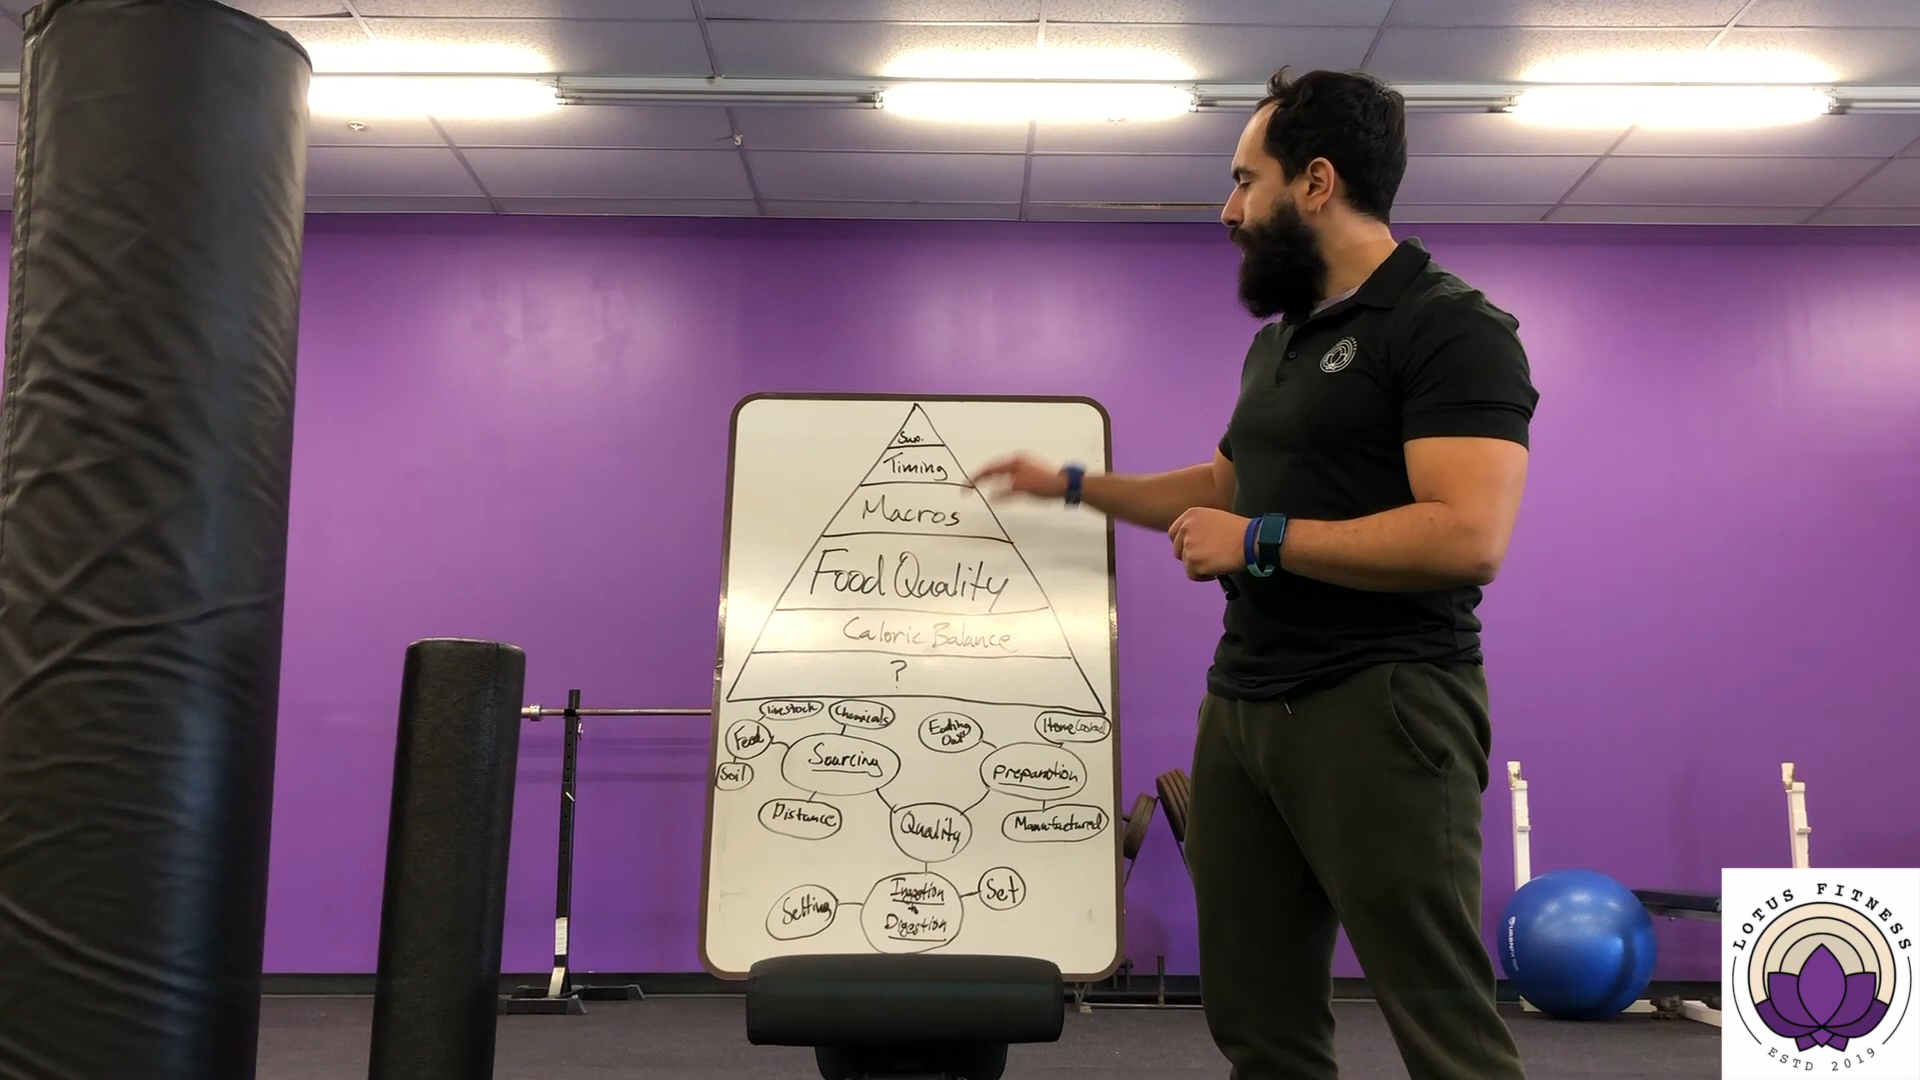 Sup.
Timing
Macros
Food Quality
Caloric Balance
?
livestock
Chemicals
Eating
Out
Home Cooked
Feed
Sourcing
Preparation
Soil
Distance
Quality
Manufactured
Setting
Ingestion
+
Digestion
Set
LOTUS FITNESS
ESTD 2019